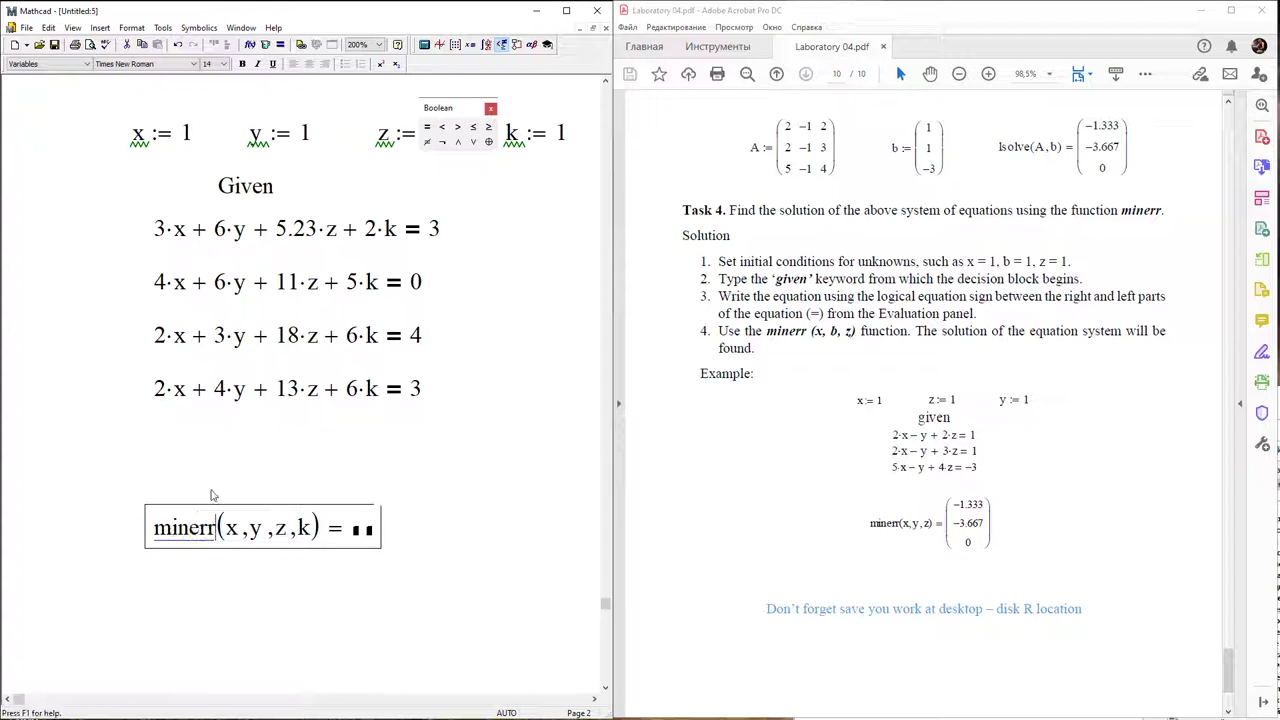 Mathcad - [Untitled:5]
File Edit View Insert Format Tools Symbolics Window Help
200%
Variables Times New Roman 14 B I U
Boolean x
= < > ≤ ≥
≠ ¬ ∧ ∨ ⊕
x := 1 y := 1 z := k := 1
Given
3·x + 6·y + 5.23·z + 2·k = 3
4·x + 6·y + 11·z + 5·k = 0
2·x + 3·y + 18·z + 6·k = 4
2·x + 4·y + 13·z + 6·k = 3
minerr(x ,y ,z ,k) =
Press F1 for help. AUTO Page 2
Laboratory 04.pdf - Adobe Acrobat Pro DC
Файл Редактирование Просмотр Окно Справка
Главная Инструменты Laboratory 04.pdf ×
10 / 10 98,5%
A := (2 −1 2 b := (1 lsolve(A, b) = (−1.333
2 −1 3 1 −3.667
5 −1 4) −3) 0)
Task 4. Find the solution of the above system of equations using the function minerr.
Solution
1. Set initial conditions for unknowns, such as x = 1, b = 1, z = 1.
2. Type the ‘given’ keyword from which the decision block begins.
3. Write the equation using the logical equation sign between the right and left parts
of the equation (=) from the Evaluation panel.
4. Use the minerr (x, b, z) function. The solution of the equation system will be
found.
Example:
x := 1 z := 1 y := 1
given
2·x − y + 2·z = 1
2·x − y + 3·z = 1
5·x − y + 4·z = −3
minerr(x, y, z) = (−1.333
−3.667
0)
Don’t forget save you work at desktop – disk R location